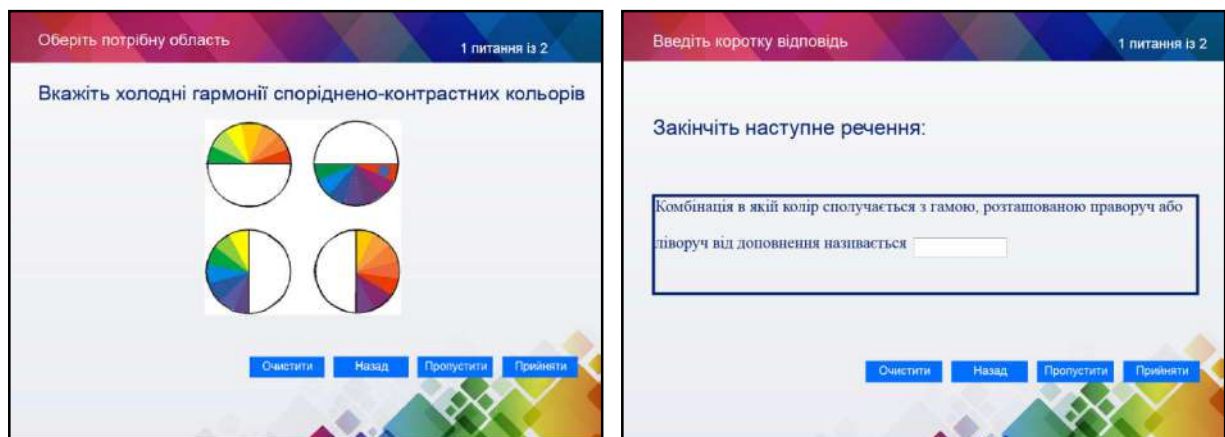 Оберіть потрібну область
1 питання із 2
Вкажіть холодні гармонії споріднено-контрастних кольорів
Очистити
Назад
Пропустити
Прийняти
Введіть коротку відповідь
1 питання із 2
Закінчіть наступне речення:
Комбінація в якій колір сполучається з гамою, розташованою праворуч або
ліворуч від доповнення називається
Очистити
Назад
Пропустити
Прийняти